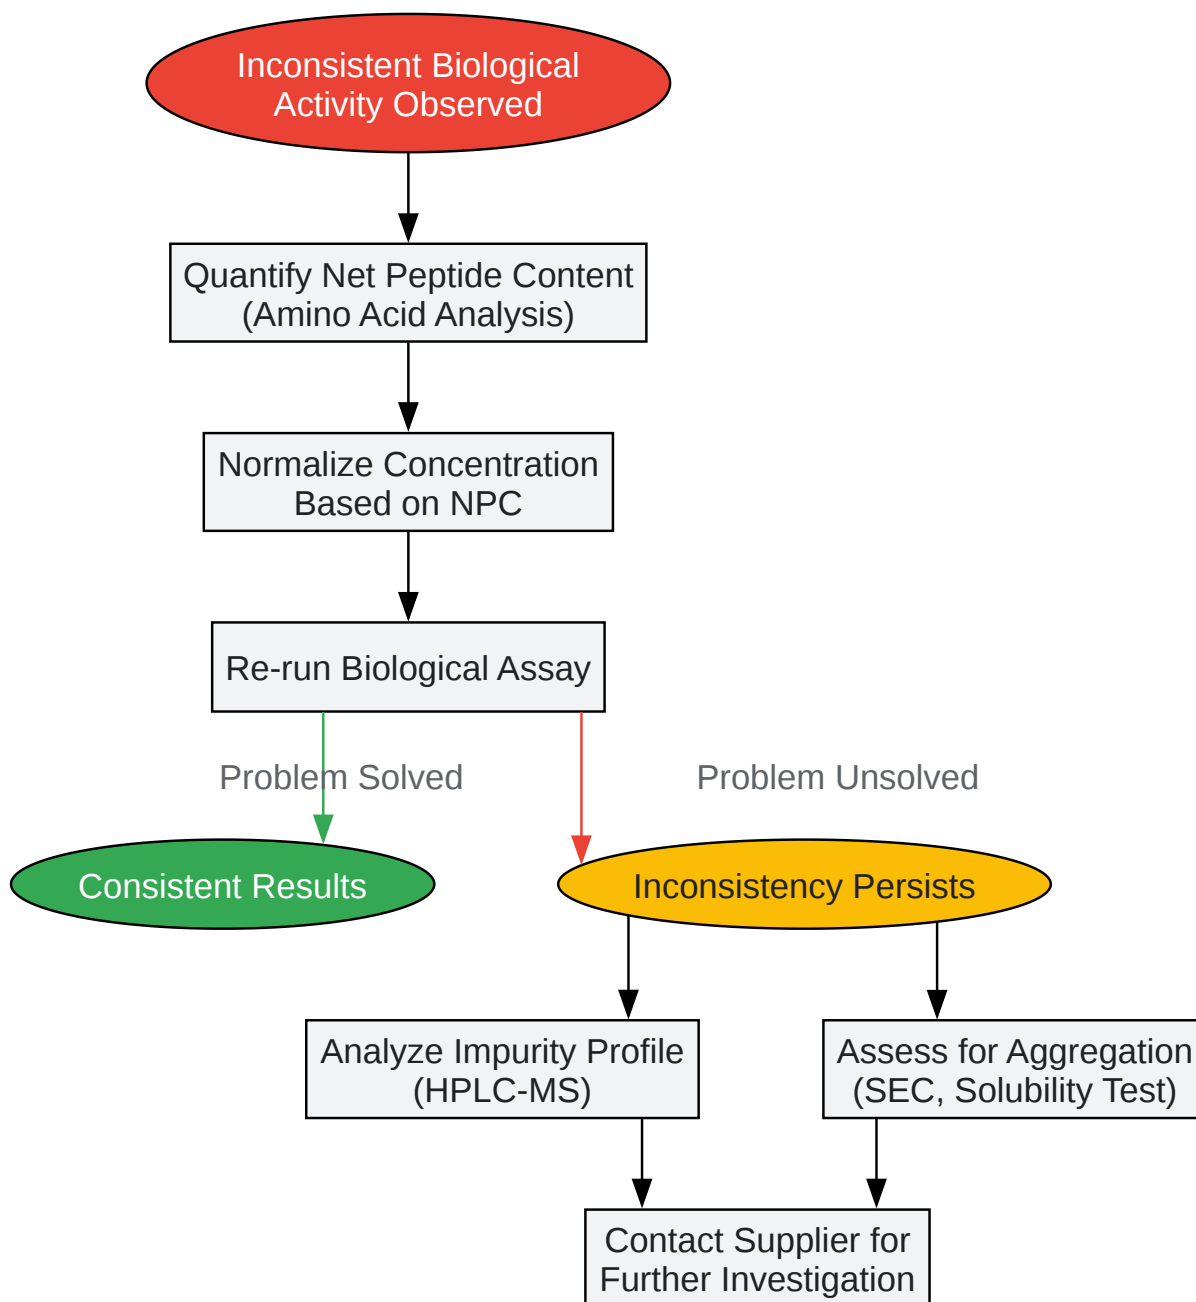 Inconsistent Biological
Activity Observed
Quantify Net Peptide Content
(Amino Acid Analysis)
Normalize Concentration
Based on NPC
Re-run Biological Assay
Problem Solved
Problem Unsolved
Consistent Results
Inconsistency Persists
Analyze Impurity Profile
(HPLC-MS)
Assess for Aggregation
(SEC, Solubility Test)
Contact Supplier for
Further Investigation